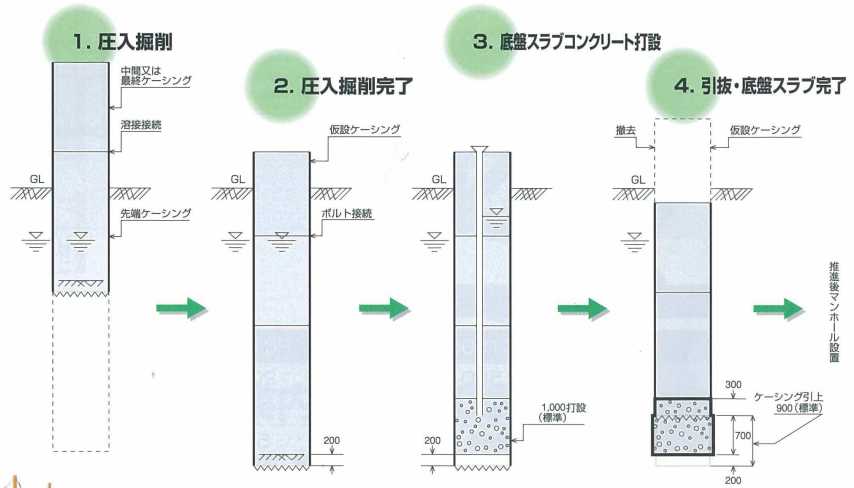 1. 圧入掘削
中間又は
最終ケーシング
溶接接続
GL
先端ケーシング
2. 圧入掘削完了
仮設ケーシング
GL
ボルト接続
200
3. 底盤スラブコンクリート打設
GL
1,000打設
(標準)
200
4. 引抜・底盤スラブ完了
撤去
仮設ケーシング
GL
300
ケーシング引上
900(標準)
700
200
推進後マンホール設置